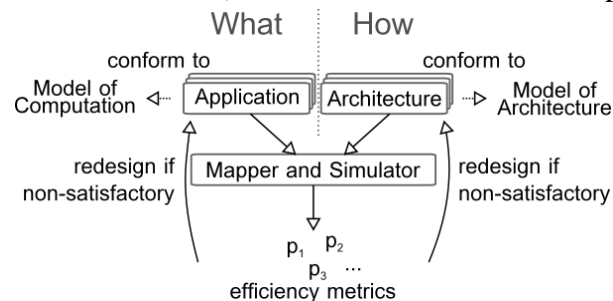 What How
conform to conform to
Model of Computation Application Architecture Model of Architecture
redesign if non-satisfactory Mapper and Simulator redesign if non-satisfactory
p1 p2
p3 ...
efficiency metrics